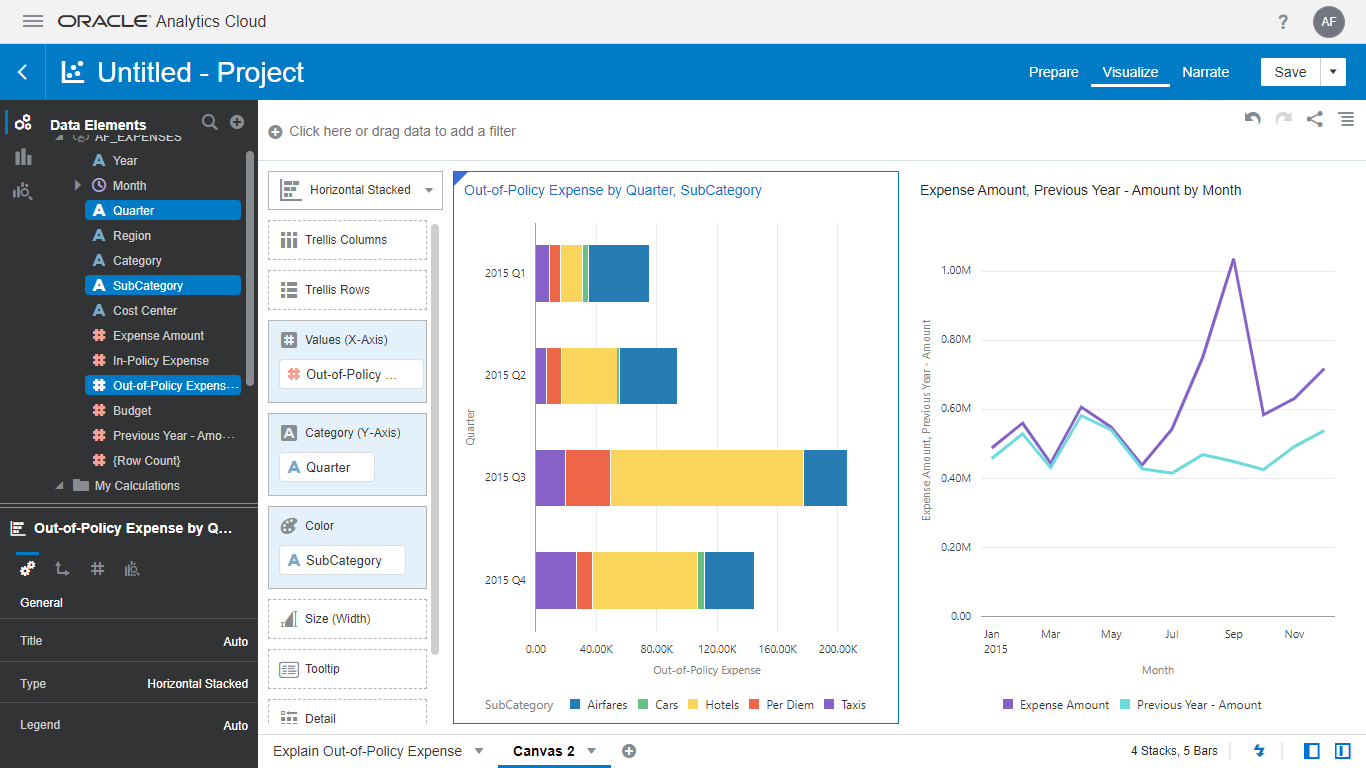 ORACLE Analytics Cloud
?
AF
Untitled - Project
Prepare
Visualize
Narrate
Save
Data Elements
AF_EXPENSES
Year
Month
Quarter
Region
Category
SubCategory
Cost Center
Expense Amount
In-Policy Expense
Out-of-Policy Expens...
Budget
Previous Year - Amo...
{Row Count}
My Calculations
Out-of-Policy Expense by Q...
General
Title Auto
Type Horizontal Stacked
Legend Auto
Click here or drag data to add a filter
Horizontal Stacked
Trellis Columns
Trellis Rows
Values (X-Axis)
Out-of-Policy ...
Category (Y-Axis)
A Quarter
Color
A SubCategory
Size (Width)
Tooltip
Detail
Out-of-Policy Expense by Quarter, SubCategory
Quarter
2015 Q1
2015 Q2
2015 Q3
2015 Q4
0.00 40.00K 80.00K 120.00K 160.00K 200.00K
Out-of-Policy Expense
SubCategory Airfares Cars Hotels Per Diem Taxis
Expense Amount, Previous Year - Amount by Month
Expense Amount, Previous Year - Amount
1.00M
0.80M
0.60M
0.40M
0.20M
0.00
Jan Mar May Jul Sep Nov
2015
Month
Expense Amount Previous Year - Amount
Explain Out-of-Policy Expense
Canvas 2
4 Stacks, 5 Bars